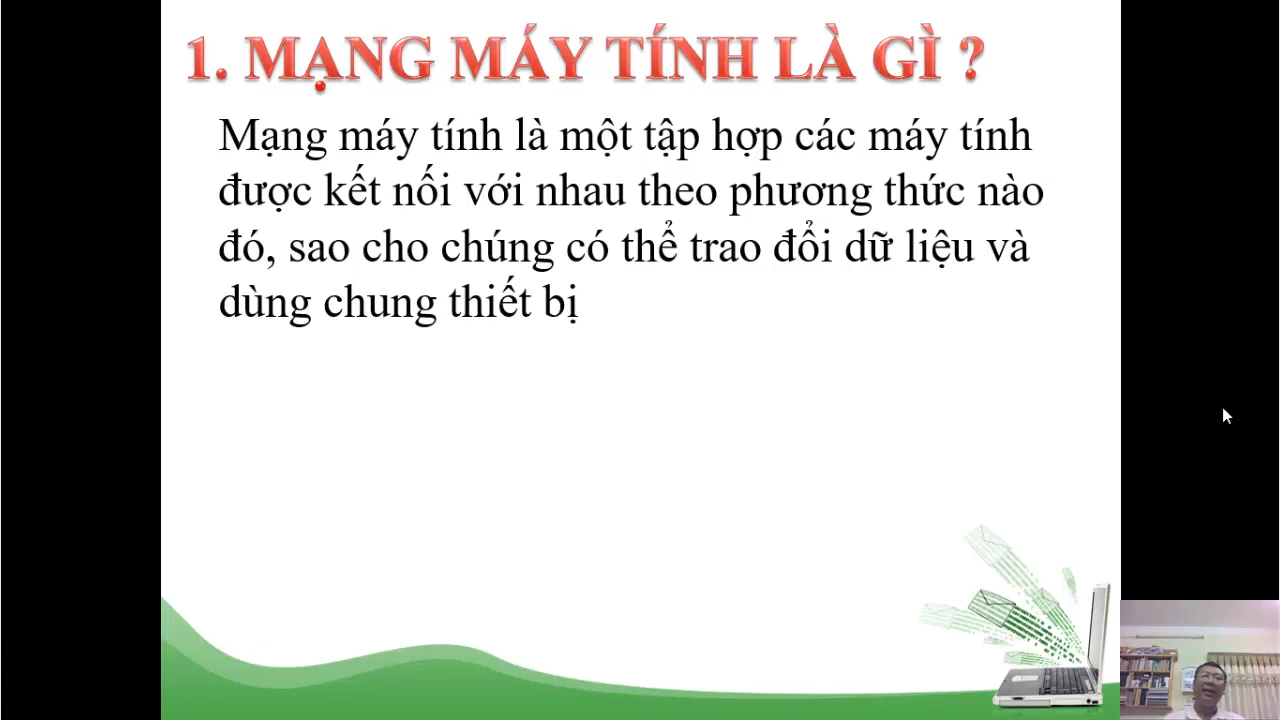 1. MẠNG MÁY TÍNH LÀ GÌ ?
Mạng máy tính là một tập hợp các máy tính
được kết nối với nhau theo phương thức nào
đó, sao cho chúng có thể trao đổi dữ liệu và
dùng chung thiết bị